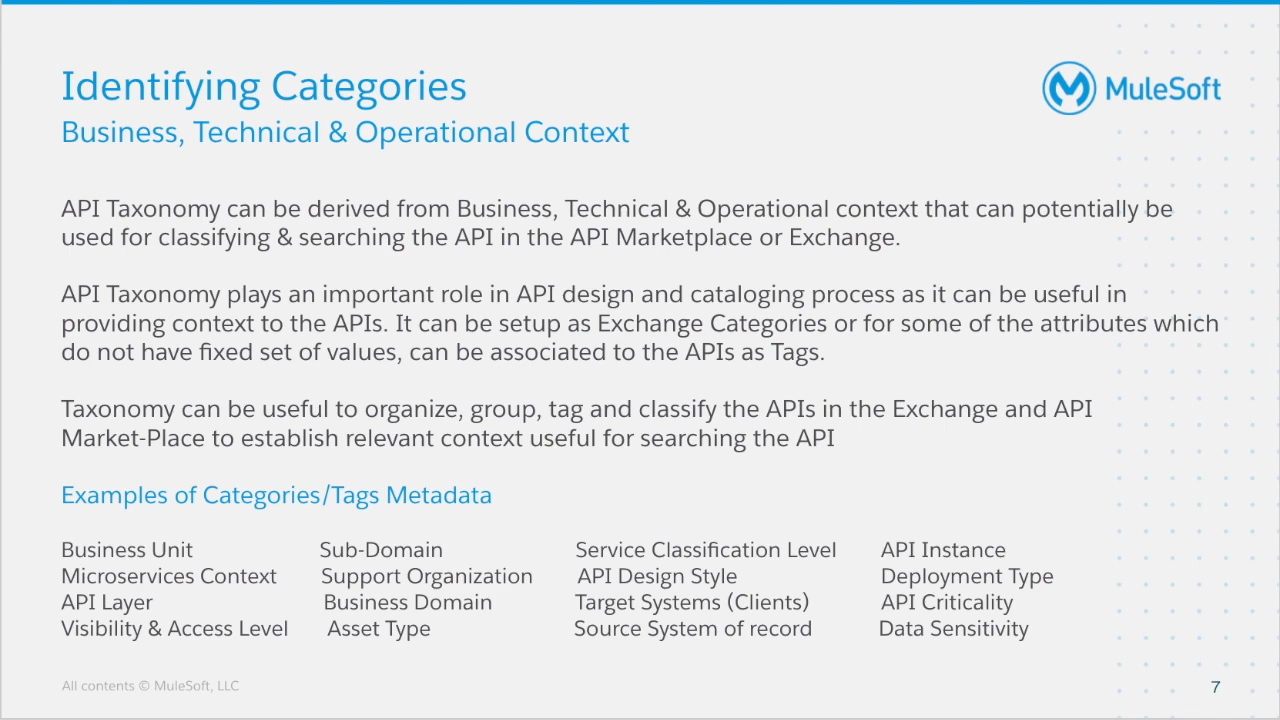 Identifying Categories
MuleSoft
Business, Technical & Operational Context
API Taxonomy can be derived from Business, Technical & Operational context that can potentially be
used for classifying & searching the API in the API Marketplace or Exchange.
API Taxonomy plays an important role in API design and cataloging process as it can be useful in
providing context to the APIs. It can be setup as Exchange Categories or for some of the attributes which
do not have fixed set of values, can be associated to the APIs as Tags.
Taxonomy can be useful to organize, group, tag and classify the APIs in the Exchange and API
Market-Place to establish relevant context useful for searching the API
Examples of Categories/Tags Metadata
Business Unit Sub-Domain Service Classification Level API Instance
Microservices Context Support Organization API Design Style Deployment Type
API Layer Business Domain Target Systems (Clients) API Criticality
Visibility & Access Level Asset Type Source System of record Data Sensitivity
All contents © MuleSoft, LLC
7